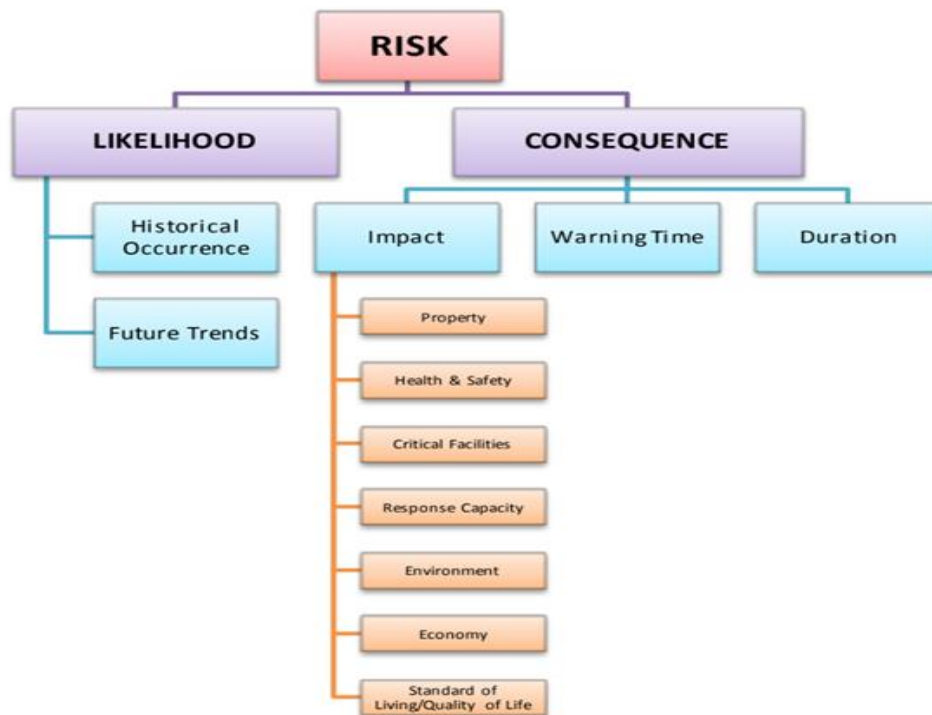 RISK
LIKELIHOOD
CONSEQUENCE
Historical
Occurrence
Future Trends
Impact
Warning Time
Duration
Property
Health & Safety
Critical Facilities
Response Capacity
Environment
Economy
Standard of
Living/Quality of Life